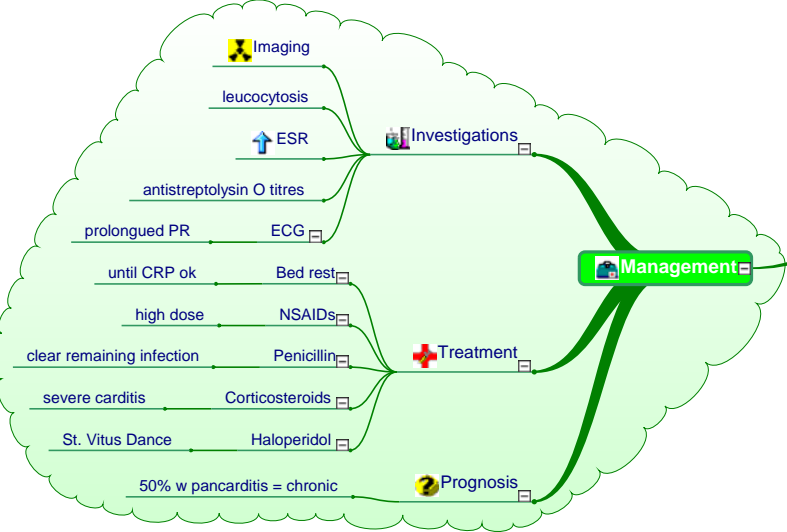 Imaging
leucocytosis
ESR
antistreptolysin O titres
prolongued PR
ECG
Investigations
Management
until CRP ok
Bed rest
high dose
NSAIDs
clear remaining infection
Penicillin
Treatment
severe carditis
Corticosteroids
St. Vitus Dance
Haloperidol
50% w pancarditis = chronic
Prognosis